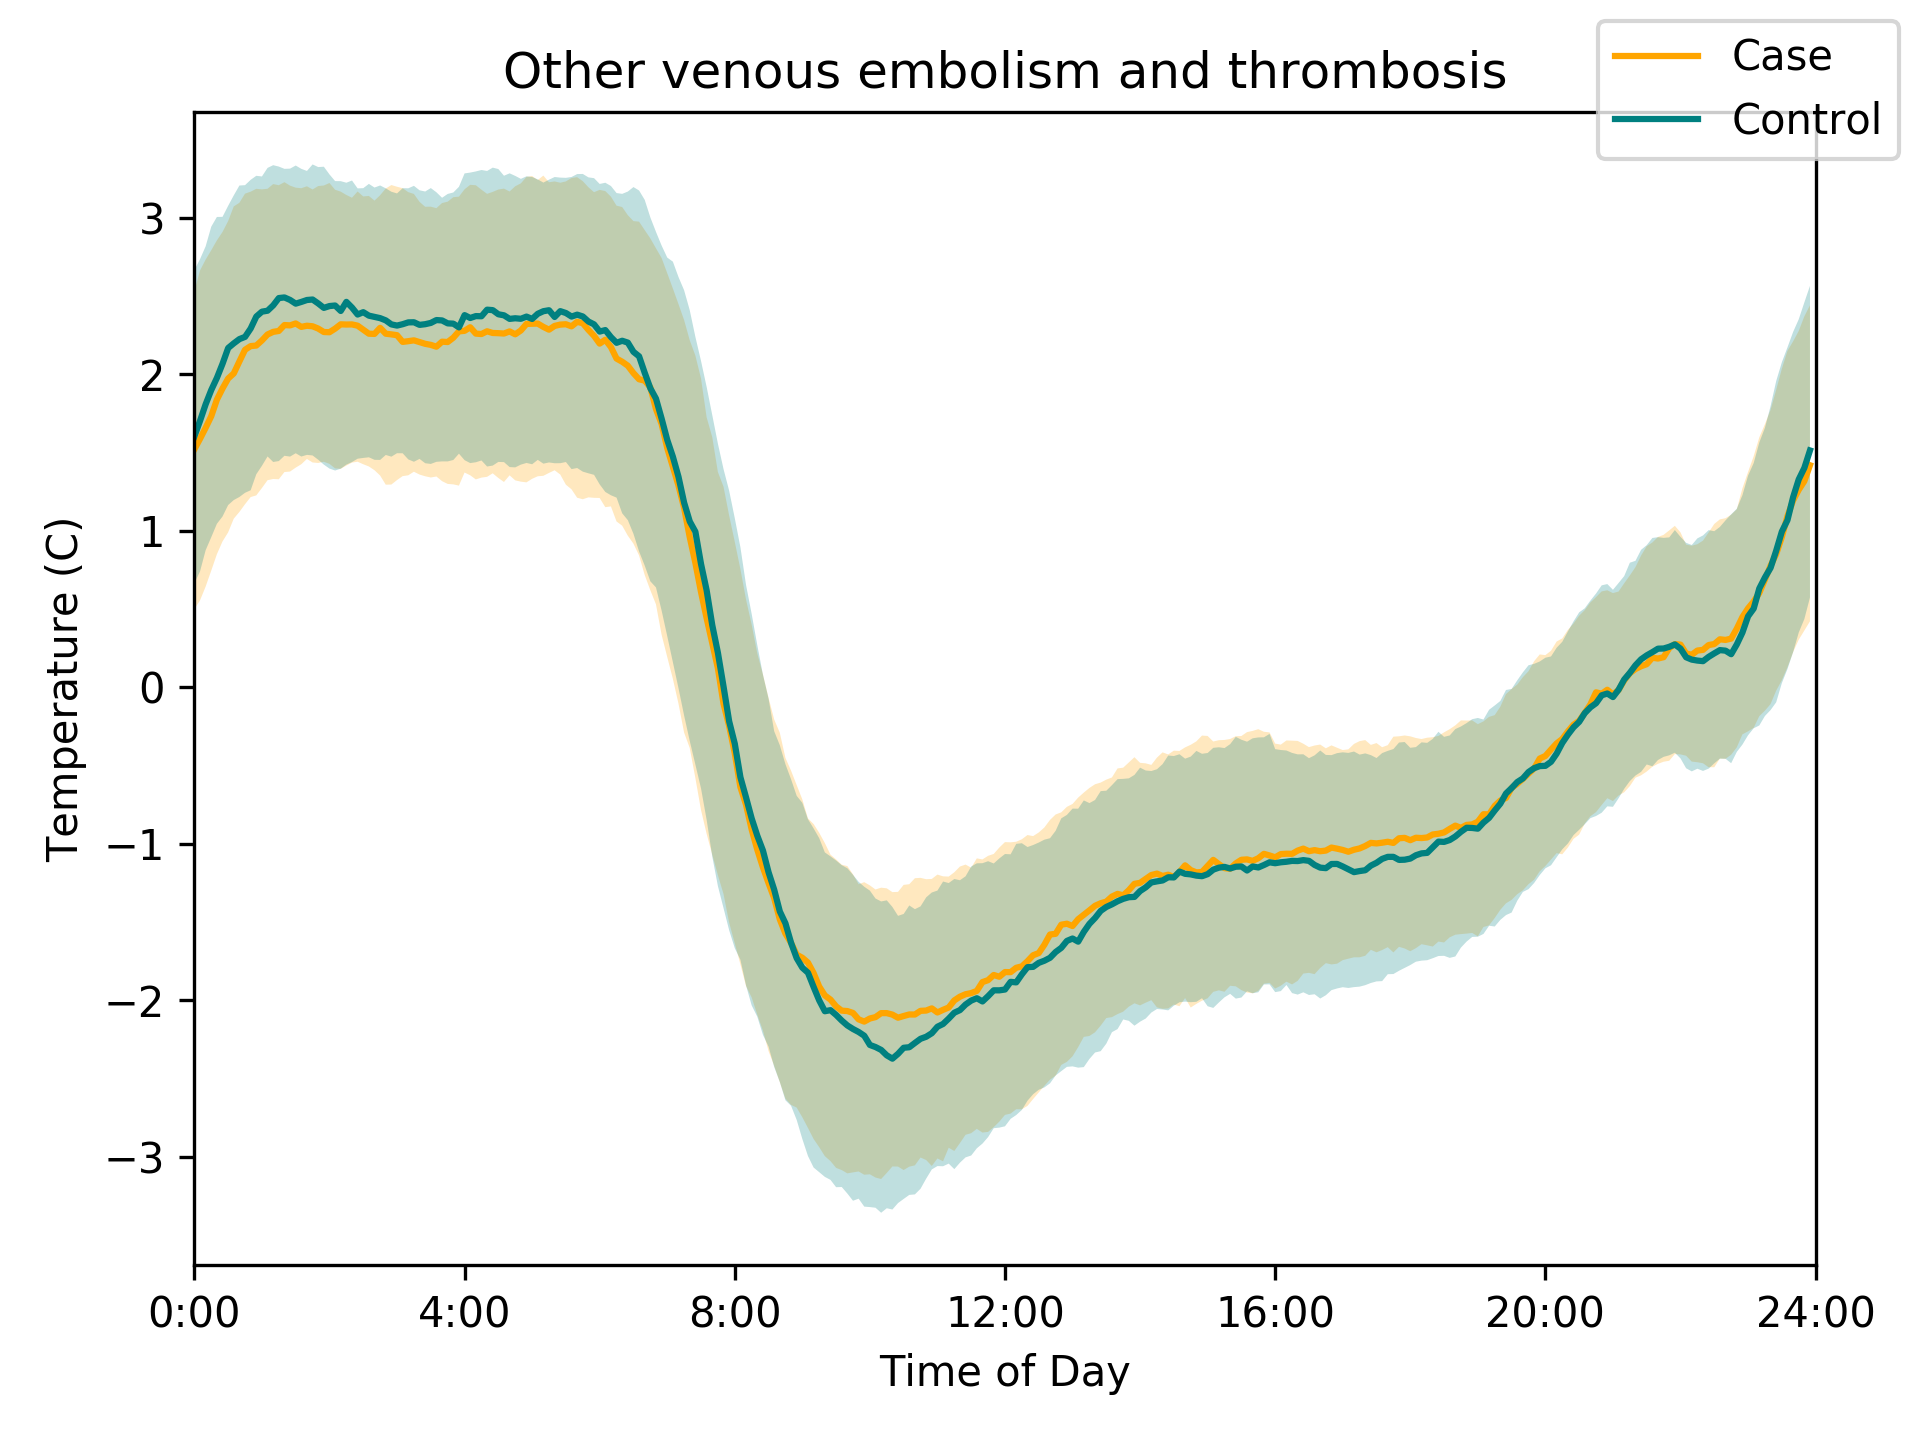 Other venous embolism and thrombosis
Case
Control
3
2
1
0
−1
−2
−3
Temperature (C)
0:00 4:00 8:00 12:00 16:00 20:00 24:00
Time of Day